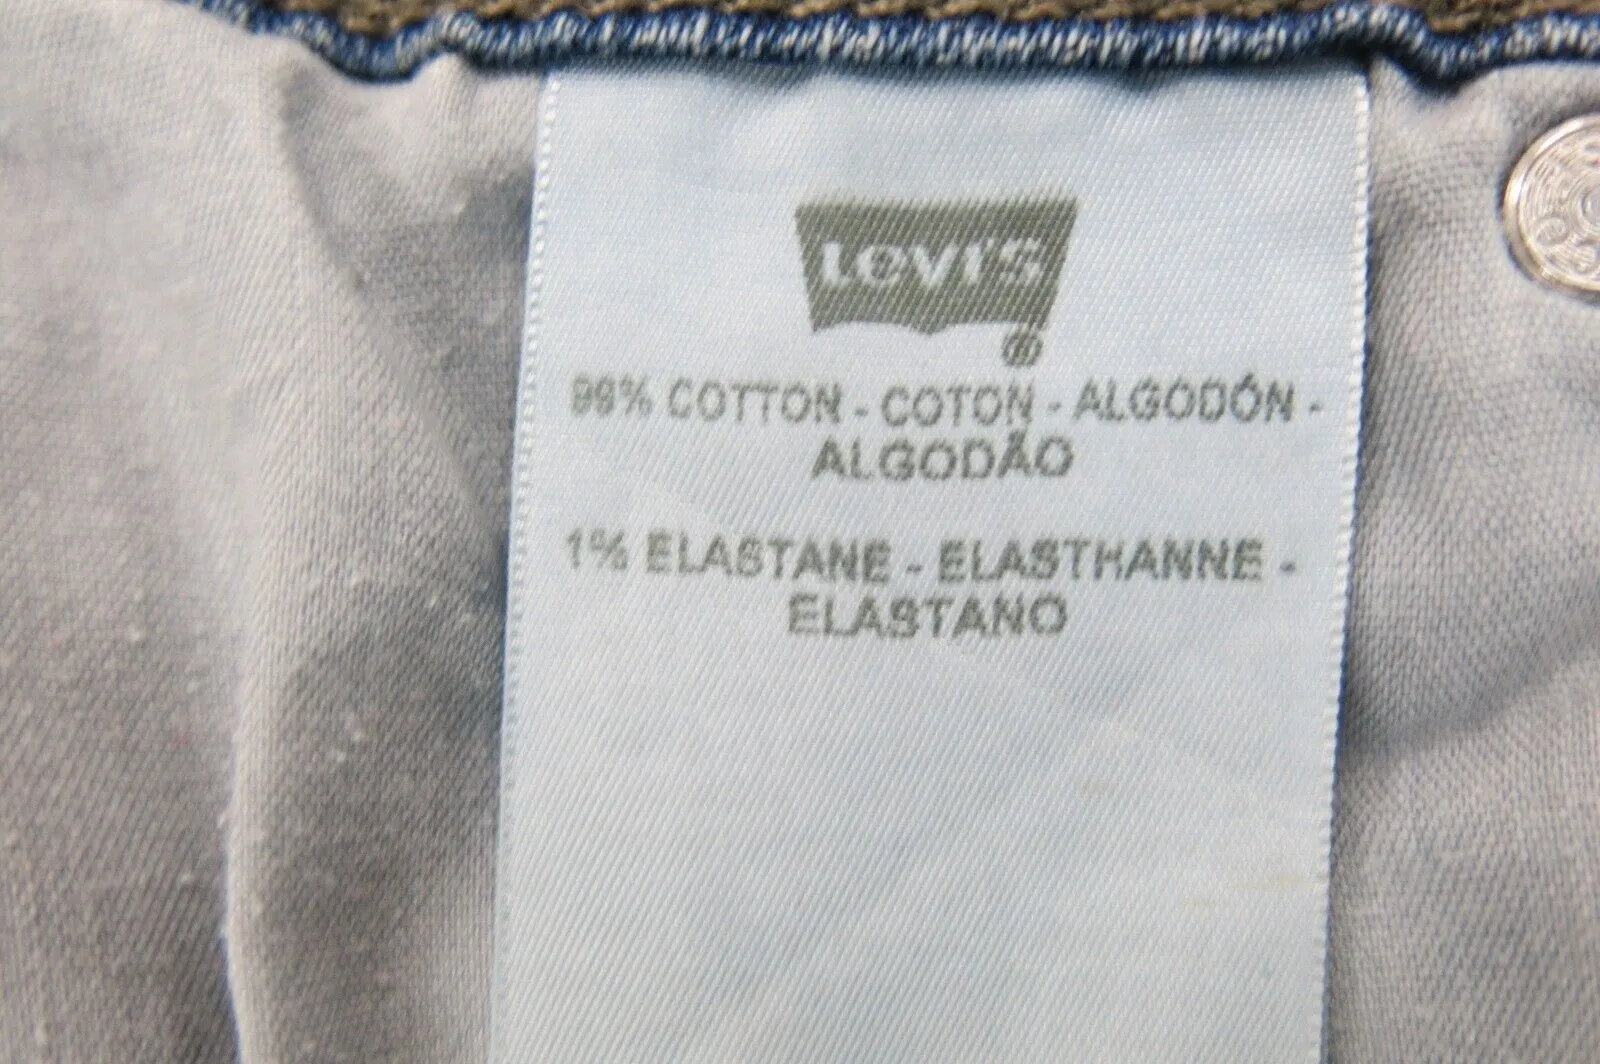 LEVI'S
®
99% COTTON - COTON - ALGODÓN -
ALGODÃO
1% ELASTANE - ELASTHANNE -
ELASTANO